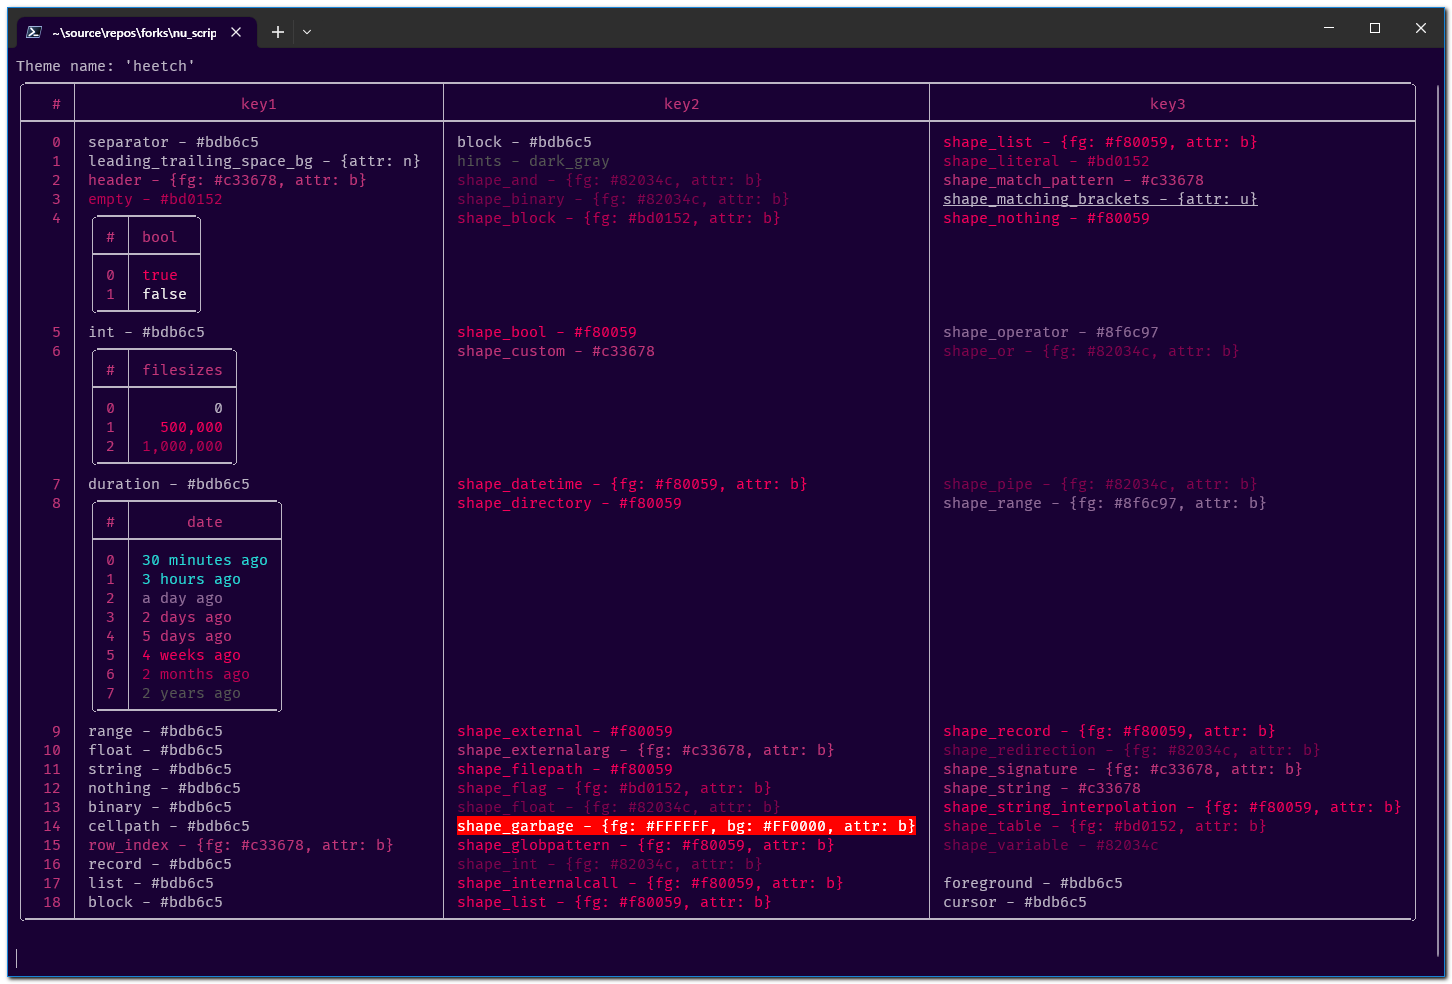 ~\source\repos\forks\nu_scrip
Theme name: 'heetch'
# key1 key2 key3
0 separator - #bdb6c5 block - #bdb6c5 shape_list - {fg: #f80059, attr: b}
1 leading_trailing_space_bg - {attr: n} hints - dark_gray shape_literal - #bd0152
2 header - {fg: #c33678, attr: b} shape_and - {fg: #82034c, attr: b} shape_match_pattern - #c33678
3 empty - #bd0152 shape_binary - {fg: #82034c, attr: b} shape_matching_brackets - {attr: u}
4 shape_block - {fg: #bd0152, attr: b} shape_nothing - #f80059
# bool
0 true
1 false
5 int - #bdb6c5 shape_bool - #f80059 shape_operator - #8f6c97
6 shape_custom - #c33678 shape_or - {fg: #82034c, attr: b}
# filesizes
0 0
1 500,000
2 1,000,000
7 duration - #bdb6c5 shape_datetime - {fg: #f80059, attr: b} shape_pipe - {fg: #82034c, attr: b}
8 shape_directory - #f80059 shape_range - {fg: #8f6c97, attr: b}
# date
0 30 minutes ago
1 3 hours ago
2 a day ago
3 2 days ago
4 5 days ago
5 4 weeks ago
6 2 months ago
7 2 years ago
9 range - #bdb6c5 shape_external - #f80059 shape_record - {fg: #f80059, attr: b}
10 float - #bdb6c5 shape_externalarg - {fg: #c33678, attr: b} shape_redirection - {fg: #82034c, attr: b}
11 string - #bdb6c5 shape_filepath - #f80059 shape_signature - {fg: #c33678, attr: b}
12 nothing - #bdb6c5 shape_flag - {fg: #bd0152, attr: b} shape_string - #c33678
13 binary - #bdb6c5 shape_float - {fg: #82034c, attr: b} shape_string_interpolation - {fg: #f80059, attr: b}
14 cellpath - #bdb6c5 shape_garbage - {fg: #FFFFFF, bg: #FF0000, attr: b} shape_table - {fg: #bd0152, attr: b}
15 row_index - {fg: #c33678, attr: b} shape_globpattern - {fg: #f80059, attr: b} shape_variable - #82034c
16 record - #bdb6c5 shape_int - {fg: #82034c, attr: b}
17 list - #bdb6c5 shape_internalcall - {fg: #f80059, attr: b} foreground - #bdb6c5
18 block - #bdb6c5 shape_list - {fg: #f80059, attr: b} cursor - #bdb6c5